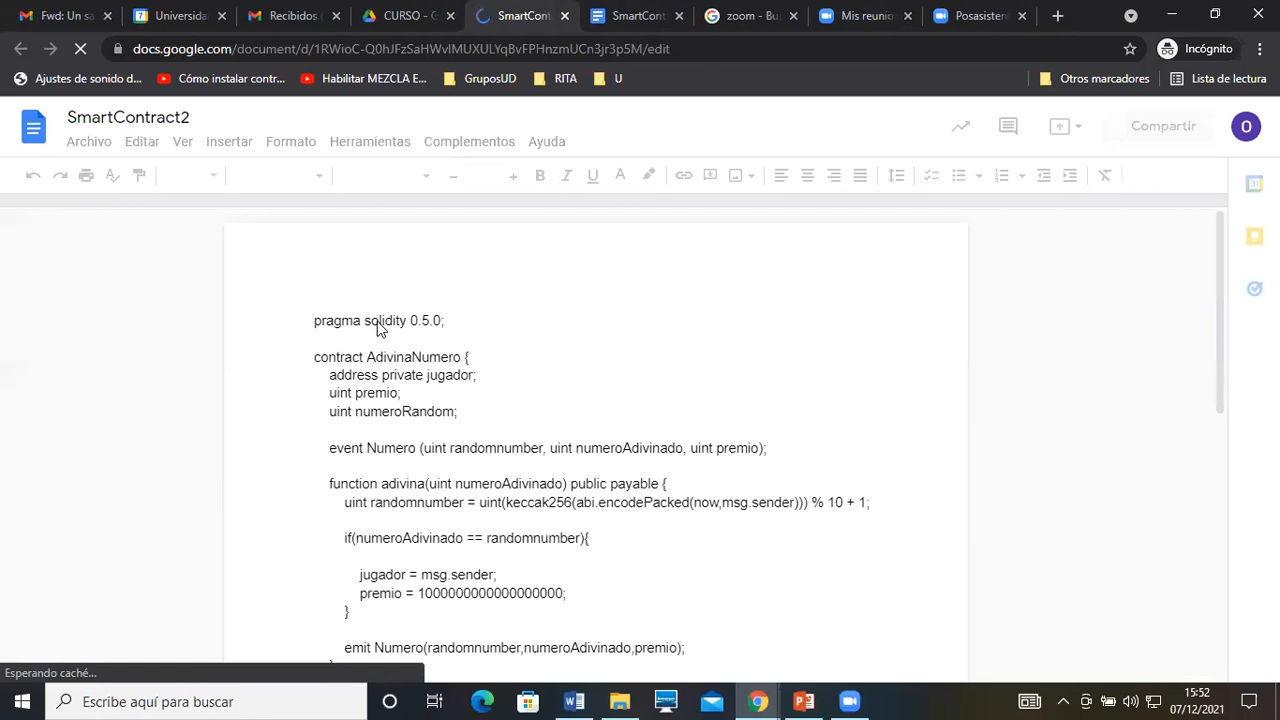 Fwd: Un sa
7
Universida
Recibidos
CURSO - G
SmartCont
SmartCont
zoom - Bus
Mis reunio
Posasisten
docs.google.com/document/d/1RWioC-Q0hJFzSaHWvlMUXULYqBvFPHnzmUCn3jr3p5M/edit
Incógnito
Ajustes de sonido d...
Cómo instalar contr...
Habilitar MEZCLA E...
GruposUD
RITA
U
Otros marcadores
Lista de lectura
SmartContract2
Archivo Editar Ver Insertar Formato Herramientas Complementos Ayuda
Compartir
O
31
pragma solidity 0.5.0;
contract AdivinaNumero {
address private jugador;
uint premio;
uint numeroRandom;
event Numero (uint randomnumber, uint numeroAdivinado, uint premio);
function adivina(uint numeroAdivinado) public payable {
uint randomnumber = uint(keccak256(abi.encodePacked(now,msg.sender))) % 10 + 1;
if(numeroAdivinado == randomnumber){
jugador = msg.sender;
premio = 1000000000000000000;
}
emit Numero(randomnumber,numeroAdivinado,premio);
Esperando caché...
Escribe aquí para buscar
15:52
07/12/2021